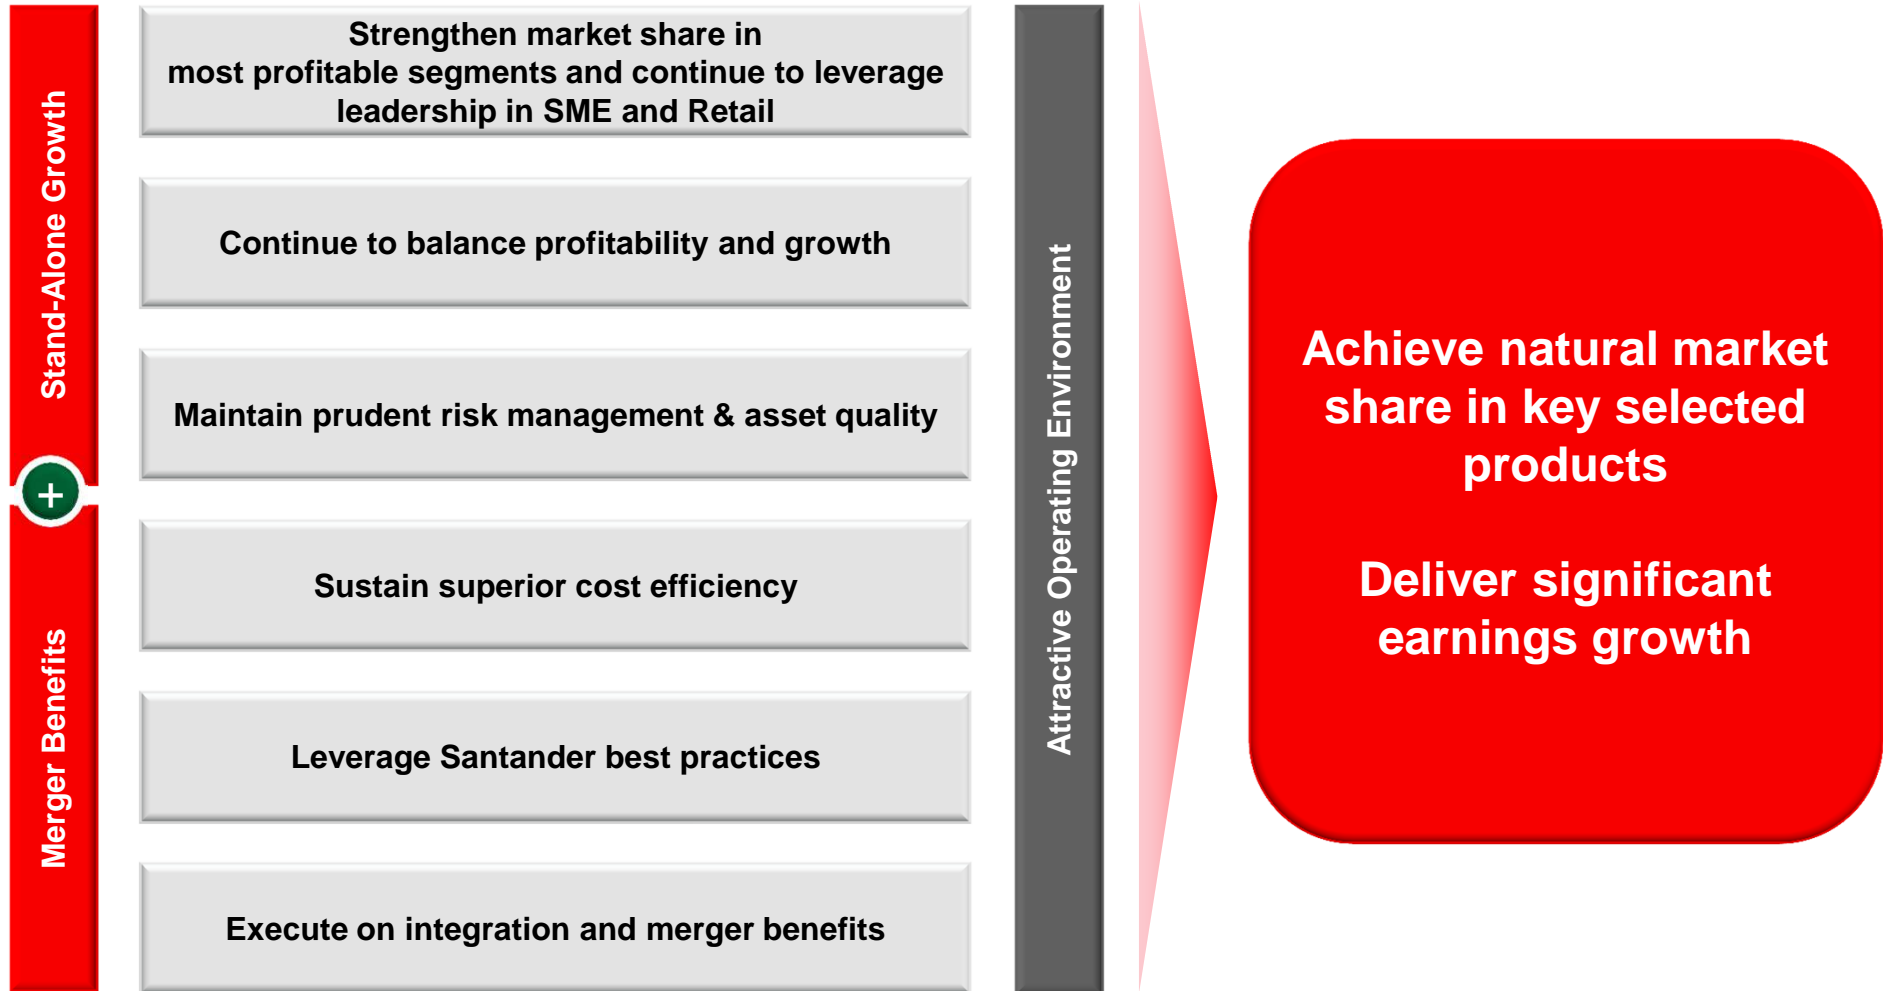 Stand-Alone Growth
+
Merger Benefits
Strengthen market share in
most profitable segments and continue to leverage
leadership in SME and Retail
Continue to balance profitability and growth
Maintain prudent risk management & asset quality
Sustain superior cost efficiency
Leverage Santander best practices
Execute on integration and merger benefits
Attractive Operating Environment
Achieve natural market
share in key selected
products
Deliver significant
earnings growth